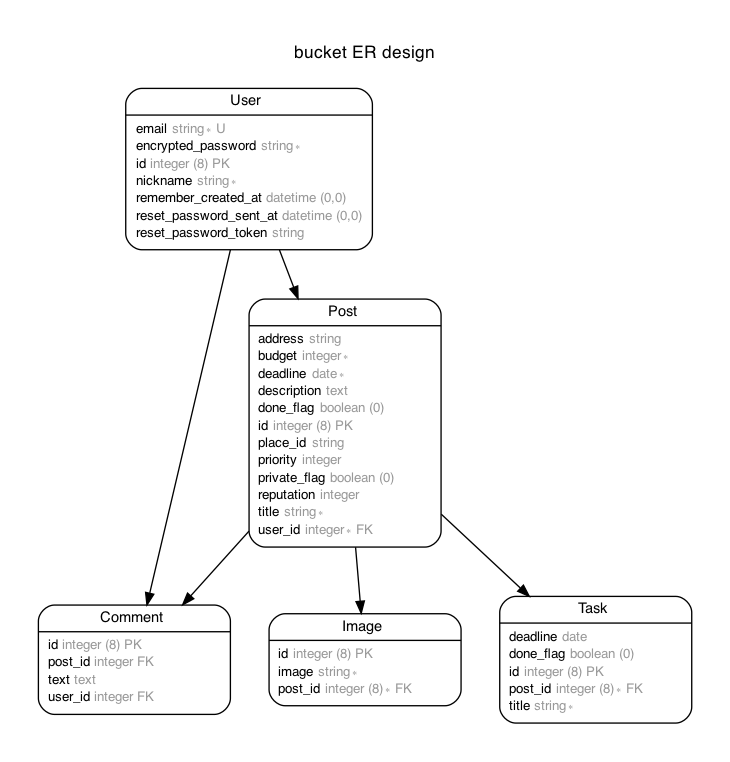 bucket ER design
User
email string * U
encrypted_password string *
id integer (8) PK
nickname string *
remember_created_at datetime (0,0)
reset_password_sent_at datetime (0,0)
reset_password_token string
Post
address string
budget integer *
deadline date *
description text
done_flag boolean (0)
id integer (8) PK
place_id string
priority integer
private_flag boolean (0)
reputation integer
title string *
user_id integer * FK
Comment
id integer (8) PK
post_id integer FK
text text
user_id integer FK
Image
id integer (8) PK
image string *
post_id integer (8) * FK
Task
deadline date
done_flag boolean (0)
id integer (8) PK
post_id integer (8) * FK
title string *